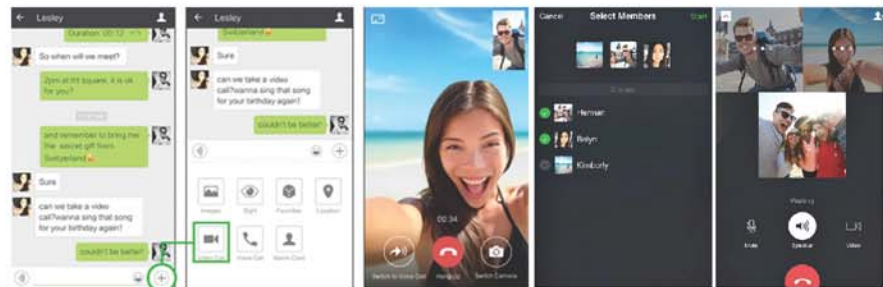 Lesley
Duration: 00:12
So when will we meet?
2pm at tit square, it is ok
for you?
and remember to bring me
the secret gift from
Switzerland
Sure
can we take a video
call?wanna sing that song
for your birthday again!
couldn't be better!
Lesley
Switzerland
Sure
can we take a video
call?wanna sing that song
for your birthday again!
couldn't be better!
Images
Sight
Favorites
Location
Video Call
Voice Call
Name Card
00:34
Switch to Voice Call
Hang Up
Switch Camera
Cancel
Select Members
Start
Herman
Kimberly
Mute
Speaker
Video